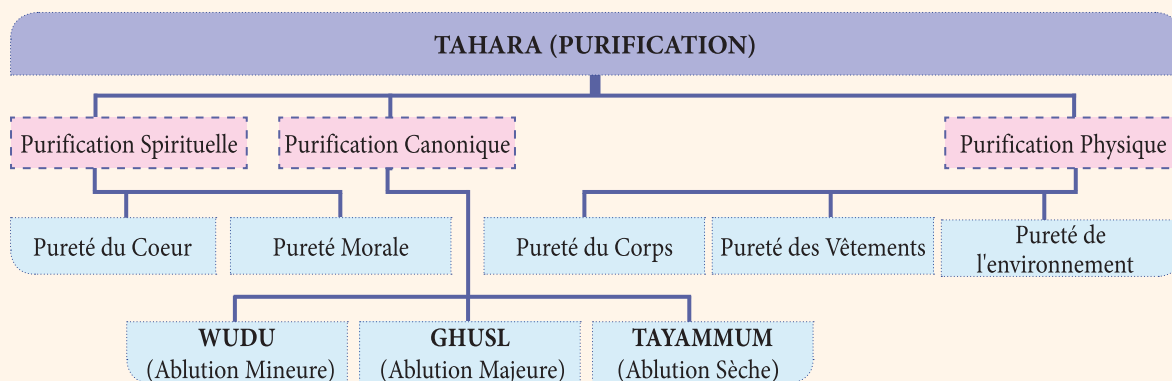 TAHARA (PURIFICATION)
Purification Spirituelle
Purification Canonique
Purification Physique
Pureté du Coeur
Pureté Morale
Pureté du Corps
Pureté des Vêtements
Pureté de
l'environnement
WUDU
(Ablution Mineure)
GHUSL
(Ablution Majeure)
TAYAMMUM
(Ablution Sèche)